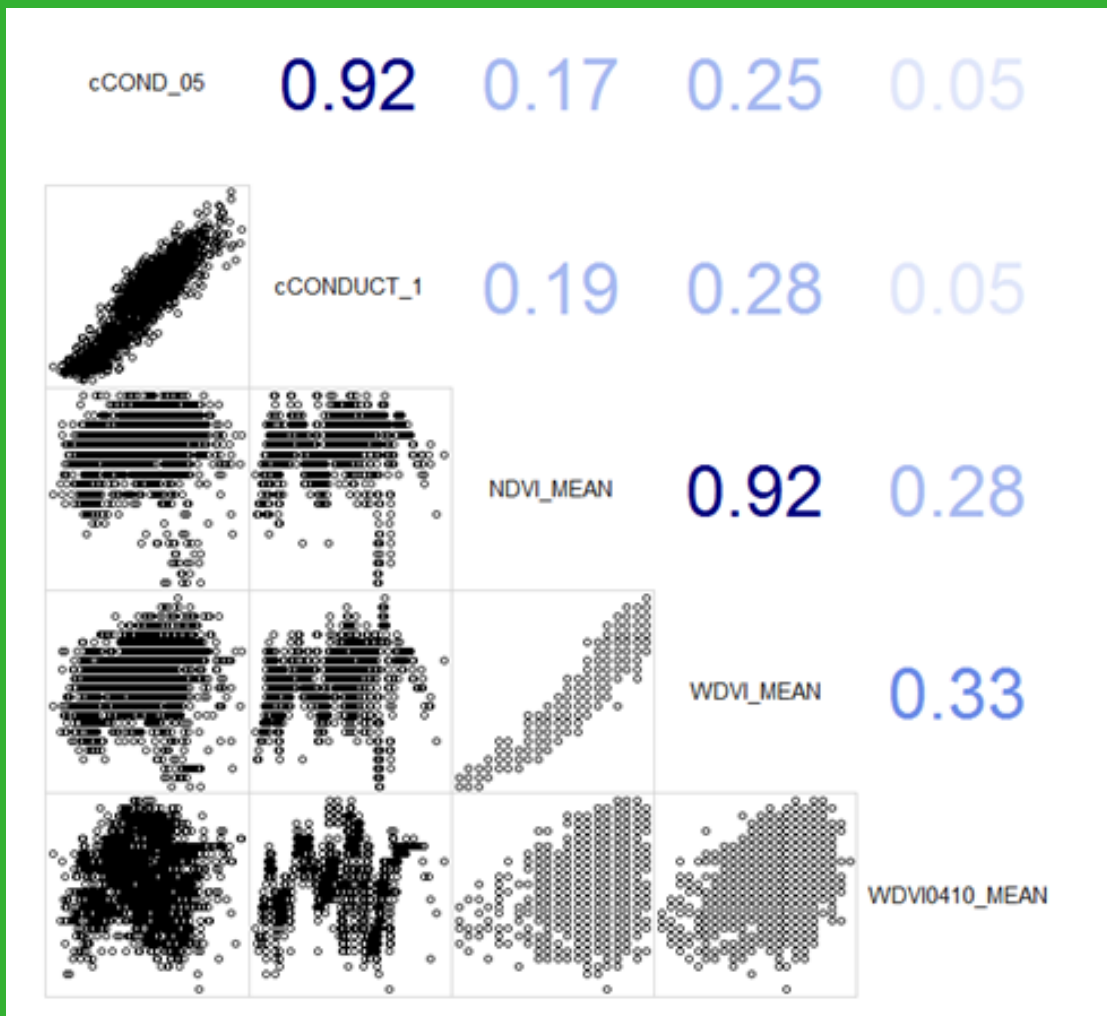 cCOND_05 0.92 0.17 0.25 0.05
cCONDUCT_1 0.19 0.28 0.05
NDVI_MEAN 0.92 0.28
WDVI_MEAN 0.33
WDVI0410_MEAN